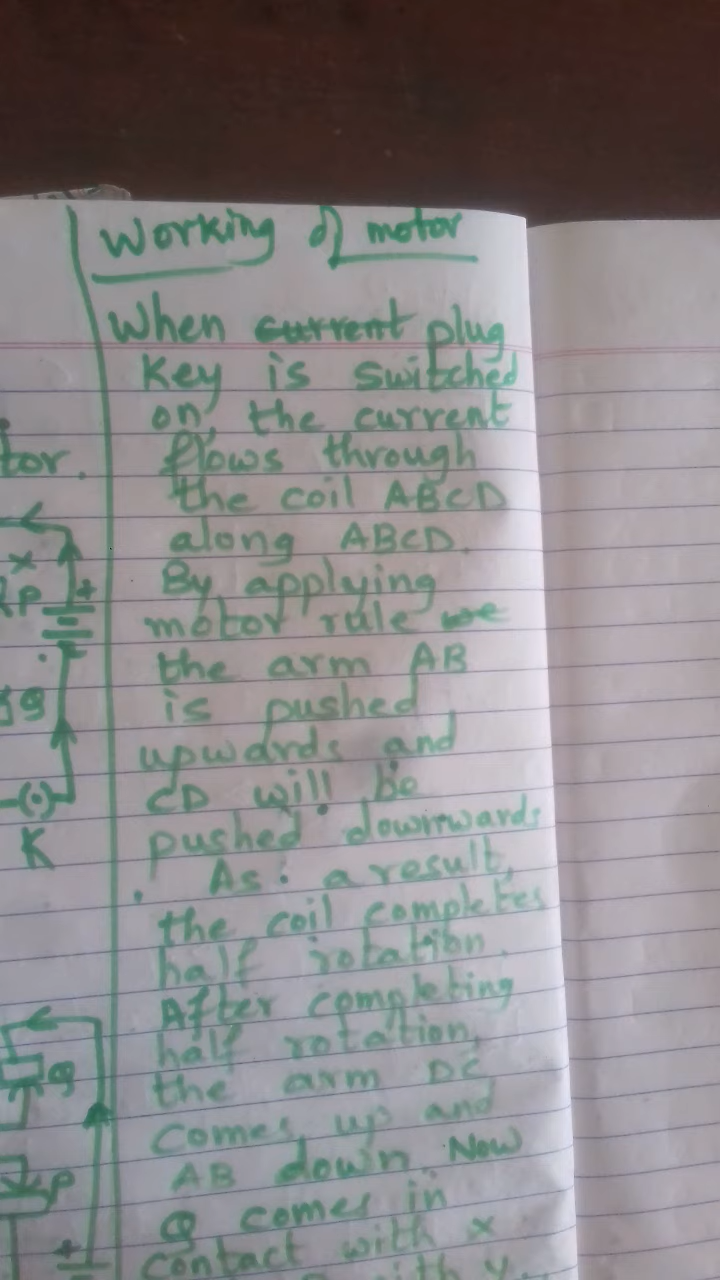 Working of motor
When current plug
Key is switched
on, the current
flows through
the coil ABCD
along ABCD.
By applying
motor rule we
the arm AB
is pushed
upwards and
CD will be
pushed downwards
As a result,
the coil completes
half rotation.
After completing
half rotation,
the arm DC
comes up and
AB down. Now
Q comes in
contact with x
with y.
tor.
x
P
+
K
Q
P
+